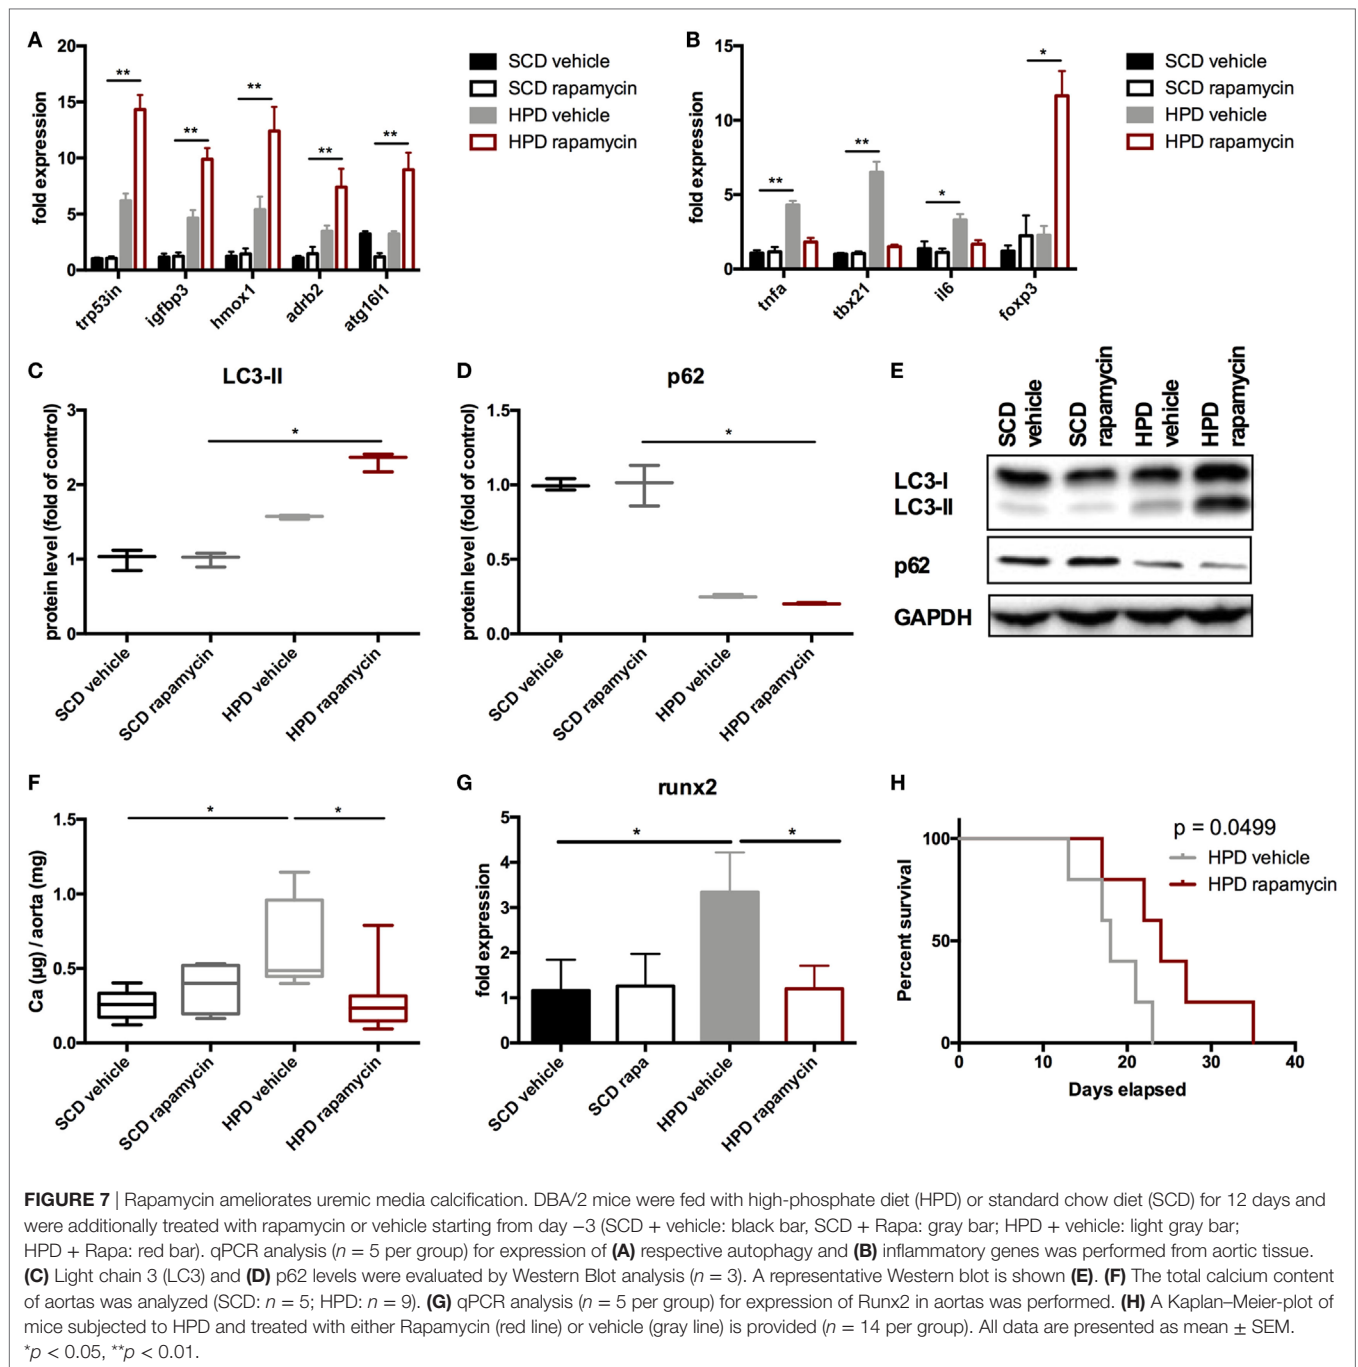 A
20
15
10
5
0
fold expression
**
**
**
**
**
trp53in
igfbp3
hmox1
adrb2
atg16l1
SCD vehicle
SCD rapamycin
HPD vehicle
HPD rapamycin
B
15
10
5
0
fold expression
**
**
*
*
tnfa
tbx21
il6
foxp3
SCD vehicle
SCD rapamycin
HPD vehicle
HPD rapamycin
C
LC3-II
protein level (fold of control)
3
2
1
0
*
SCD vehicle
SCD rapamycin
HPD vehicle
HPD rapamycin
D
p62
protein level (fold of control)
1.5
1.0
0.5
0.0
*
SCD vehicle
SCD rapamycin
HPD vehicle
HPD rapamycin
E
SCD
vehicle
SCD
rapamycin
HPD
vehicle
HPD
rapamycin
LC3-I
LC3-II
p62
GAPDH
F
Ca (µg) / aorta (mg)
1.5
1.0
0.5
0.0
*
*
SCD vehicle
SCD rapamycin
HPD vehicle
HPD rapamycin
G
runx2
fold expression
5
4
3
2
1
0
*
*
SCD vehicle
SCD rapa
HPD vehicle
HPD rapamycin
H
p = 0.0499
HPD vehicle
HPD rapamycin
Percent survival
100
50
0
0
10
20
30
40
Days elapsed
FIGURE 7 | Rapamycin ameliorates uremic media calcification. DBA/2 mice were fed with high-phosphate diet (HPD) or standard chow diet (SCD) for 12 days and
were additionally treated with rapamycin or vehicle starting from day −3 (SCD + vehicle: black bar, SCD + Rapa: gray bar; HPD + vehicle: light gray bar;
HPD + Rapa: red bar). qPCR analysis (n = 5 per group) for expression of (A) respective autophagy and (B) inflammatory genes was performed from aortic tissue.
(C) Light chain 3 (LC3) and (D) p62 levels were evaluated by Western Blot analysis (n = 3). A representative Western blot is shown (E). (F) The total calcium content
of aortas was analyzed (SCD: n = 5; HPD: n = 9). (G) qPCR analysis (n = 5 per group) for expression of Runx2 in aortas was performed. (H) A Kaplan–Meier-plot of
mice subjected to HPD and treated with either Rapamycin (red line) or vehicle (gray line) is provided (n = 14 per group). All data are presented as mean ± SEM.
*p < 0.05, **p < 0.01.